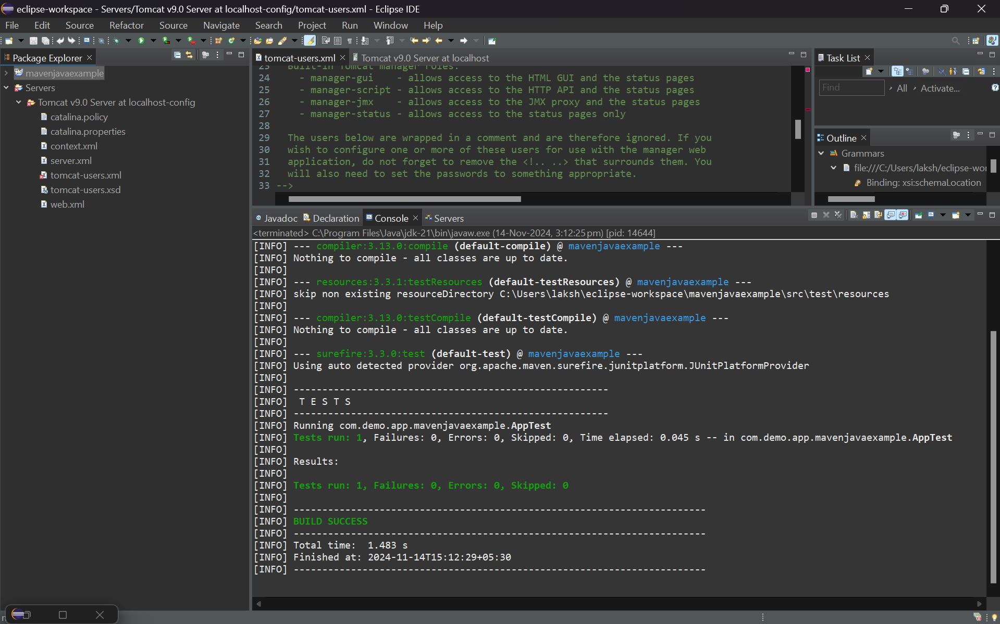 eclipse-workspace - Servers/Tomcat v9.0 Server at localhost-config/tomcat-users.xml - Eclipse IDE
File Edit Source Refactor Source Navigate Search Project Run Window Help
Package Explorer
mavenjavaexample
Servers
Tomcat v9.0 Server at localhost-config
catalina.policy
catalina.properties
context.xml
server.xml
tomcat-users.xml
tomcat-users.xsd
web.xml
tomcat-users.xml Tomcat v9.0 Server at localhost
23 Built-in Tomcat manager roles:
24 - manager-gui - allows access to the HTML GUI and the status pages
25 - manager-script - allows access to the HTTP API and the status pages
26 - manager-jmx - allows access to the JMX proxy and the status pages
27 - manager-status - allows access to the status pages only
28
29 The users below are wrapped in a comment and are therefore ignored. If you
30 wish to configure one or more of these users for use with the manager web
31 application, do not forget to remove the <!.. ..> that surrounds them. You
32 will also need to set the passwords to something appropriate.
33 -->
Task List
Find All Activate...
Outline
Grammars
file:///C:/Users/laksh/eclipse-wor
Binding: xsi:schemaLocation
Javadoc Declaration Console Servers
<terminated> C:\Program Files\Java\jdk-21\bin\javaw.exe (14-Nov-2024, 3:12:25 pm) [pid: 14644]
[INFO] --- compiler:3.13.0:compile (default-compile) @ mavenjavaexample ---
[INFO] Nothing to compile - all classes are up to date.
[INFO]
[INFO] --- resources:3.3.1:testResources (default-testResources) @ mavenjavaexample ---
[INFO] skip non existing resourceDirectory C:\Users\laksh\eclipse-workspace\mavenjavaexample\src\test\resources
[INFO]
[INFO] --- compiler:3.13.0:testCompile (default-testCompile) @ mavenjavaexample ---
[INFO] Nothing to compile - all classes are up to date.
[INFO]
[INFO] --- surefire:3.3.0:test (default-test) @ mavenjavaexample ---
[INFO] Using auto detected provider org.apache.maven.surefire.junitplatform.JUnitPlatformProvider
[INFO]
[INFO] -------------------------------------------------------
[INFO] T E S T S
[INFO] -------------------------------------------------------
[INFO] Running com.demo.app.mavenjavaexample.AppTest
[INFO] Tests run: 1, Failures: 0, Errors: 0, Skipped: 0, Time elapsed: 0.045 s -- in com.demo.app.mavenjavaexample.AppTest
[INFO]
[INFO] Results:
[INFO]
[INFO] Tests run: 1, Failures: 0, Errors: 0, Skipped: 0
[INFO]
[INFO] ------------------------------------------------------------------------
[INFO] BUILD SUCCESS
[INFO] ------------------------------------------------------------------------
[INFO] Total time:  1.483 s
[INFO] Finished at: 2024-11-14T15:12:29+05:30
[INFO] ------------------------------------------------------------------------